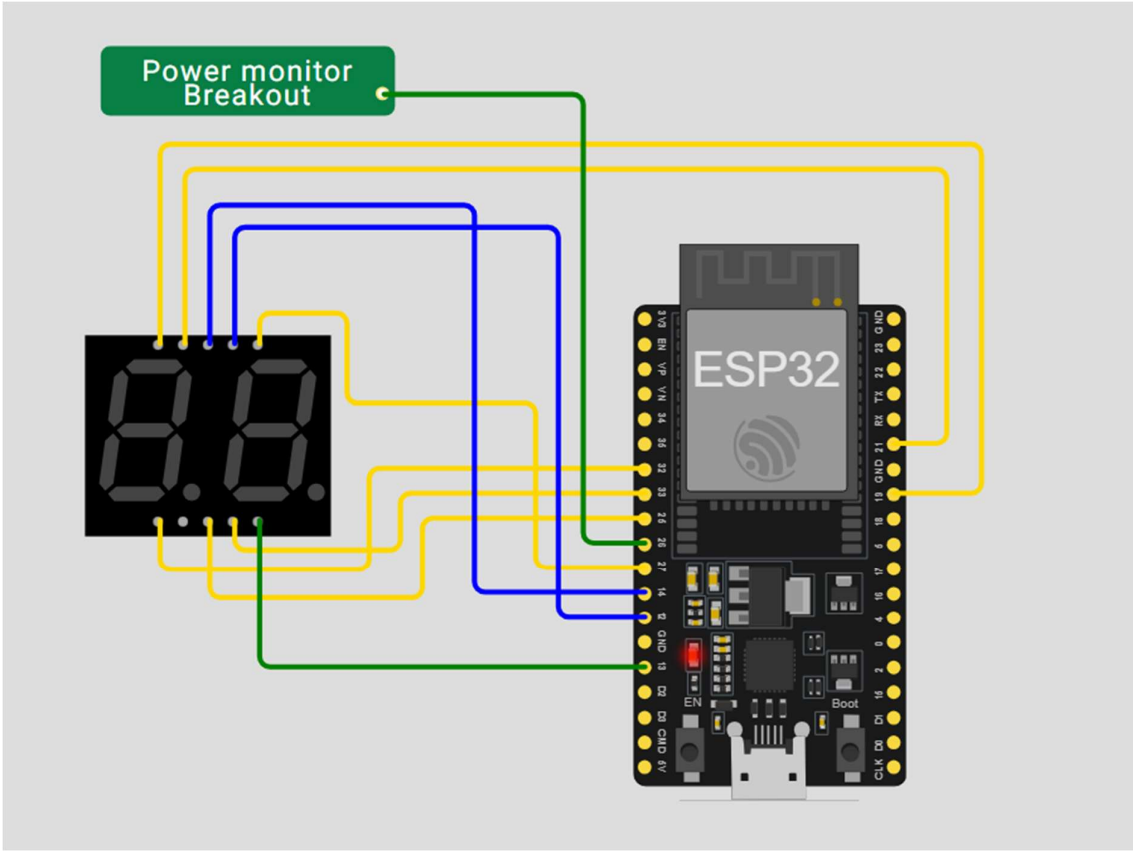 Power monitor
Breakout
ESP32
3V3
EN
VP
VN
34
35
32
33
25
26
27
14
12
GND
13
D2
D3
CMD
5V
GND
23
22
TX
RX
21
GND
19
18
5
17
16
4
0
2
15
D1
D0
CLK
EN
Boot